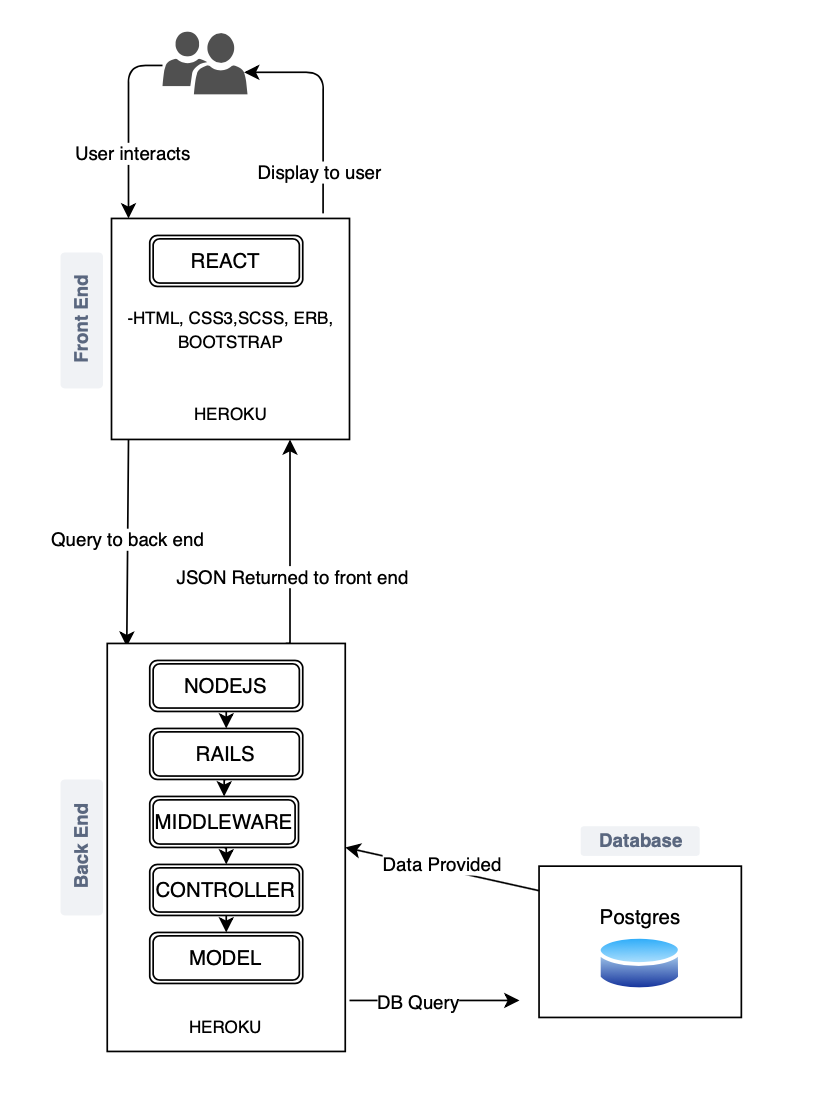 User interacts
Display to user
Front End
REACT
-HTML, CSS3,SCSS, ERB,
BOOTSTRAP
HEROKU
Query to back end
JSON Returned to front end
Back End
NODEJS
RAILS
MIDDLEWARE
CONTROLLER
MODEL
HEROKU
Data Provided
DB Query
Database
Postgres